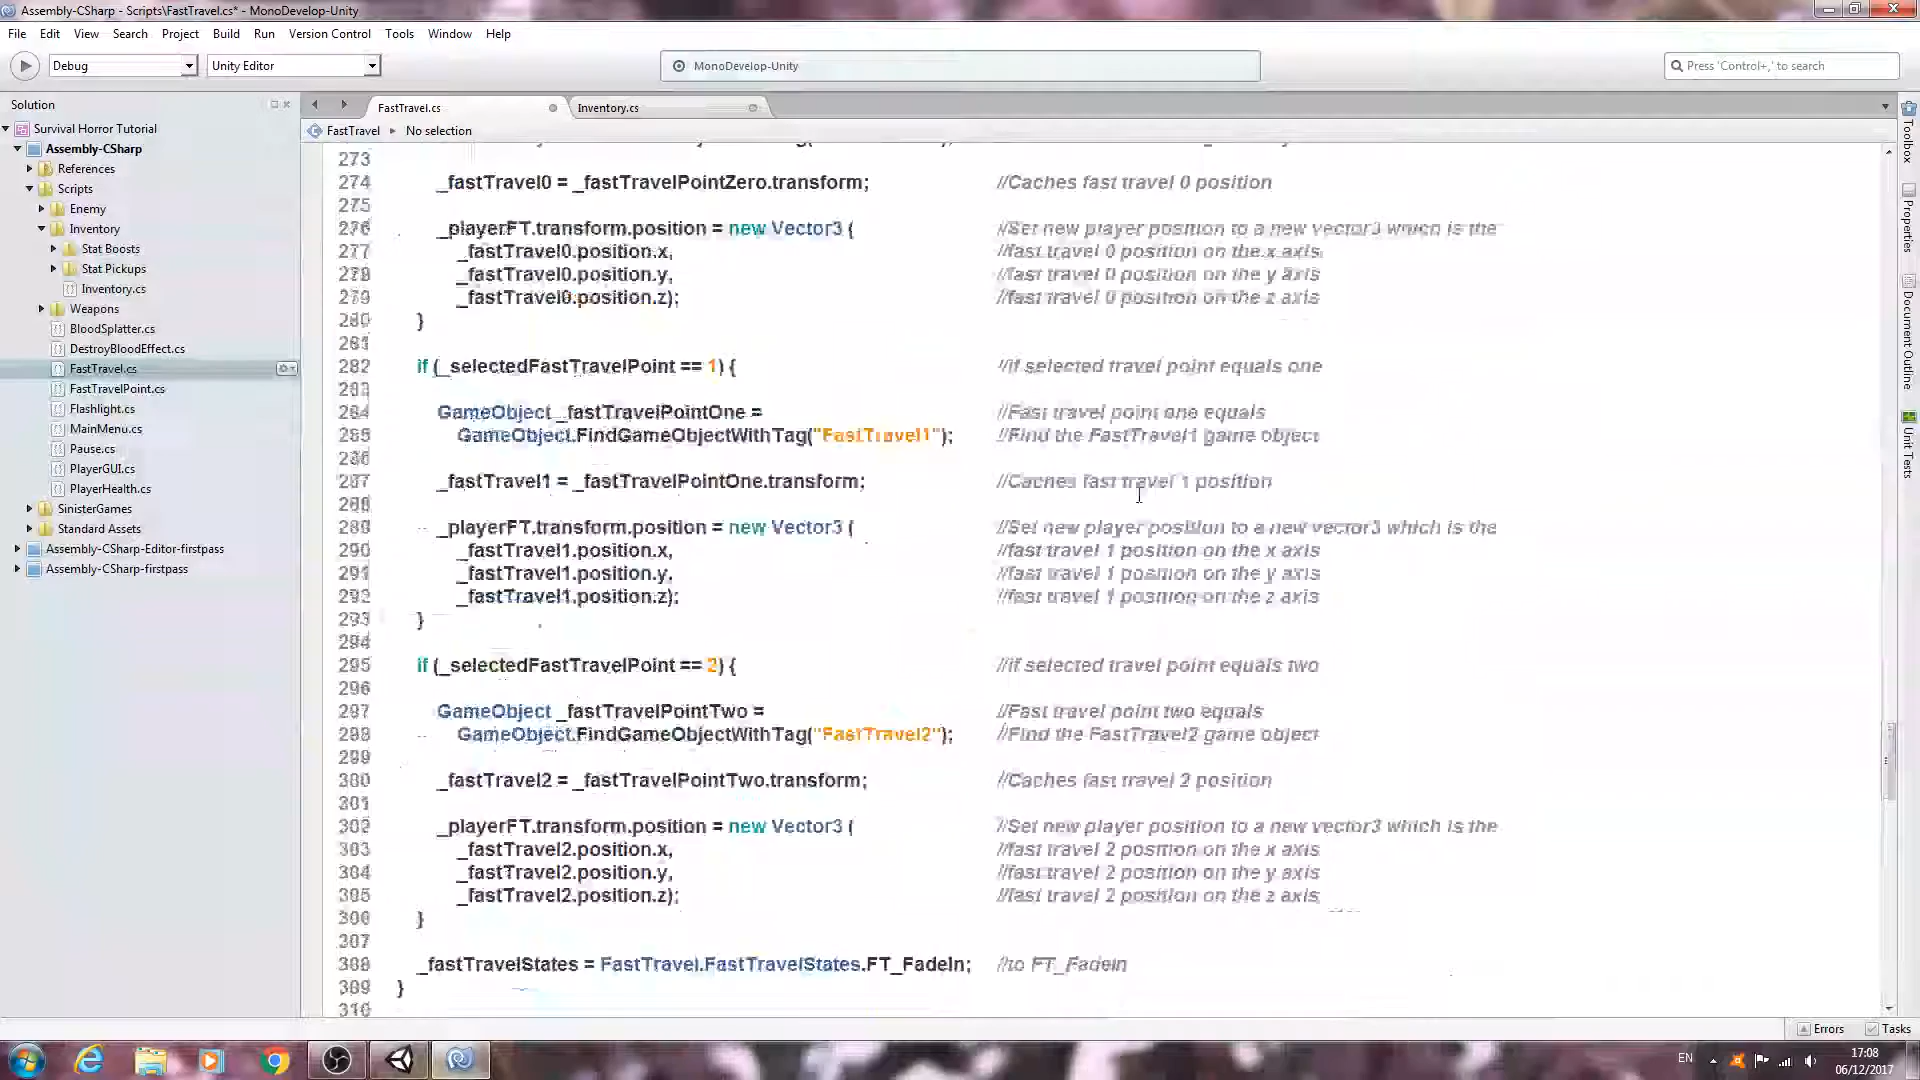 Assembly-CSharp - Scripts\FastTravel.cs* - MonoDevelop-Unity
File Edit View Search Project Build Run Version Control Tools Window Help
Debug Unity Editor MonoDevelop-Unity Press 'Control+,' to search
Solution
Survival Horror Tutorial
Assembly-CSharp
References
Scripts
Enemy
Inventory
Stat Boosts
Stat Pickups
Inventory.cs
Weapons
BloodSplatter.cs
DestroyBloodEffect.cs
FastTravel.cs
FastTravelPoint.cs
Flashlight.cs
MainMenu.cs
Pause.cs
PlayerGUI.cs
PlayerHealth.cs
SinisterGames
Standard Assets
Assembly-CSharp-Editor-firstpass
Assembly-CSharp-firstpass
FastTravel.cs Inventory.cs
FastTravel No selection
273
274 _fastTravel0 = _fastTravelPointZero.transform; //Caches fast travel 0 position
275
276 _playerFT.transform.position = new Vector3 ( //Set new player position to a new vector3 which is the
277 _fastTravel0.position.x, //fast travel 0 position on the x axis
278 _fastTravel0.position.y, //fast travel 0 position on the y axis
279 _fastTravel0.position.z); //fast travel 0 position on the z axis
280 }
281
282 if (_selectedFastTravelPoint == 1) { //if selected travel point equals one
283
284 GameObject _fastTravelPointOne = //Fast travel point one equals
285 GameObject.FindGameObjectWithTag("FastTravel1"); //Find the FastTravel1 game object
286
287 _fastTravel1 = _fastTravelPointOne.transform; //Caches fast travel 1 position
288
289 _playerFT.transform.position = new Vector3 ( //Set new player position to a new vector3 which is the
290 _fastTravel1.position.x, //fast travel 1 position on the x axis
291 _fastTravel1.position.y, //fast travel 1 position on the y axis
292 _fastTravel1.position.z); //fast travel 1 position on the z axis
293 }
294
295 if (_selectedFastTravelPoint == 2) { //if selected travel point equals two
296
297 GameObject _fastTravelPointTwo = //Fast travel point two equals
298 GameObject.FindGameObjectWithTag("FastTravel2"); //Find the FastTravel2 game object
299
300 _fastTravel2 = _fastTravelPointTwo.transform; //Caches fast travel 2 position
301
302 _playerFT.transform.position = new Vector3 ( //Set new player position to a new vector3 which is the
303 _fastTravel2.position.x, //fast travel 2 position on the x axis
304 _fastTravel2.position.y, //fast travel 2 position on the y axis
305 _fastTravel2.position.z); //fast travel 2 position on the z axis
306 }
307
308 _fastTravelStates = FastTravel.FastTravelStates.FT_FadeIn; //to FT_FadeIn
309 }
310
Toolbox
Properties
Document Outline
Unit Tests
Errors Tasks
EN
17:08
06/12/2017